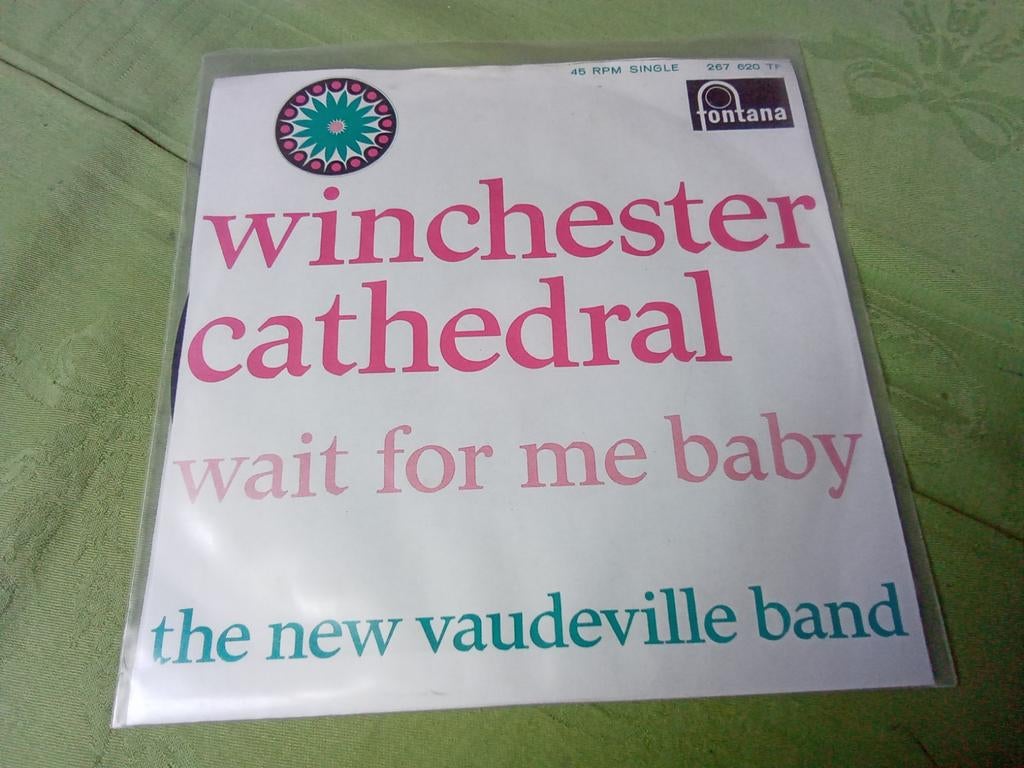 45 RPM SINGLE 267 620 TF
fontana
winchester
cathedral
wait for me baby
the new vaudeville band